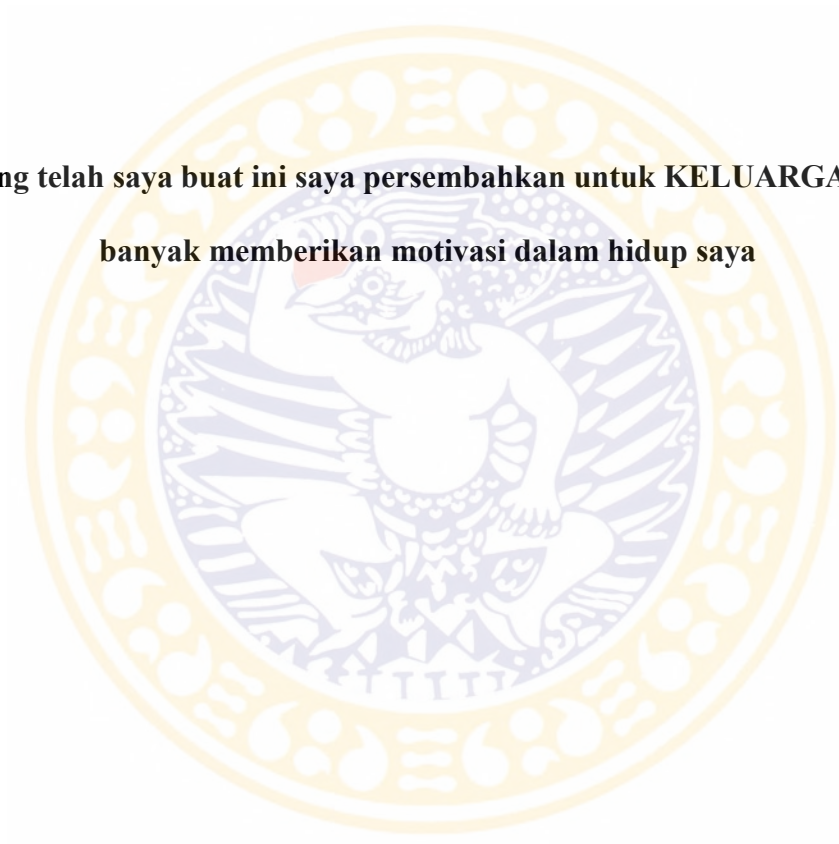 ng telah saya buat ini saya persembahkan untuk KELUARGA
banyak memberikan motivasi dalam hidup saya